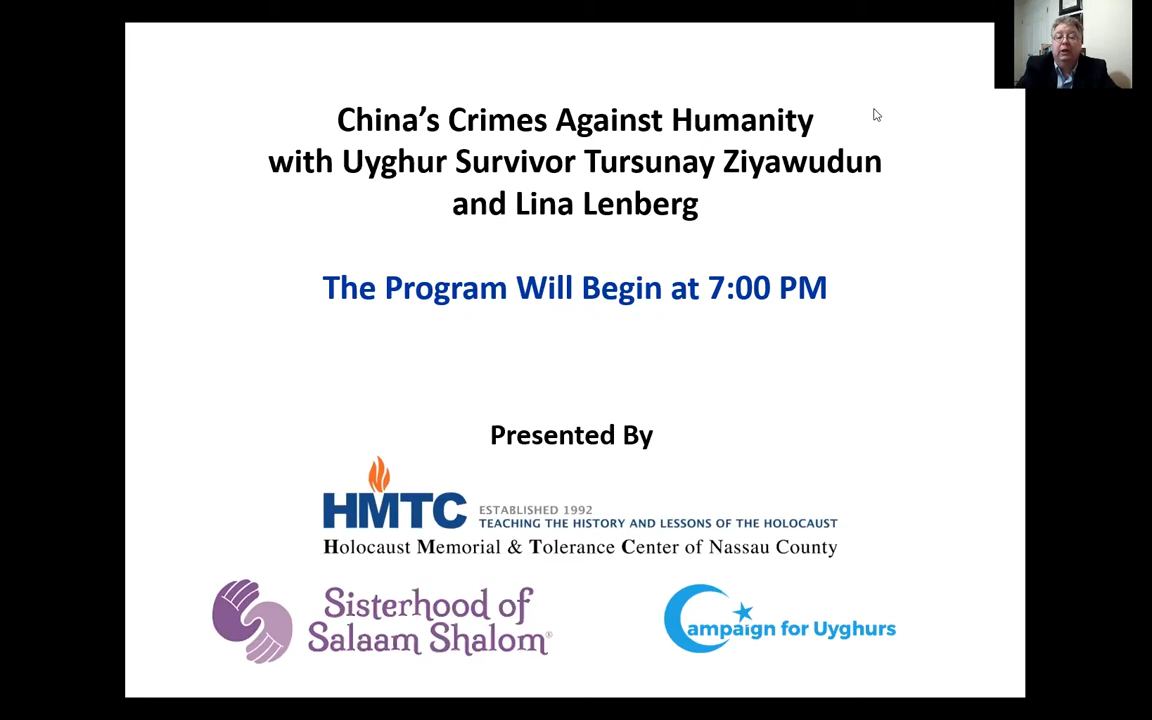 China’s Crimes Against Humanity
with Uyghur Survivor Tursunay Ziyawudun
and Lina Lenberg
The Program Will Begin at 7:00 PM
Presented By
HMTC
ESTABLISHED 1992
TEACHING THE HISTORY AND LESSONS OF THE HOLOCAUST
Holocaust Memorial & Tolerance Center of Nassau County
Sisterhood of
Salaam Shalom®
Campaign for Uyghurs